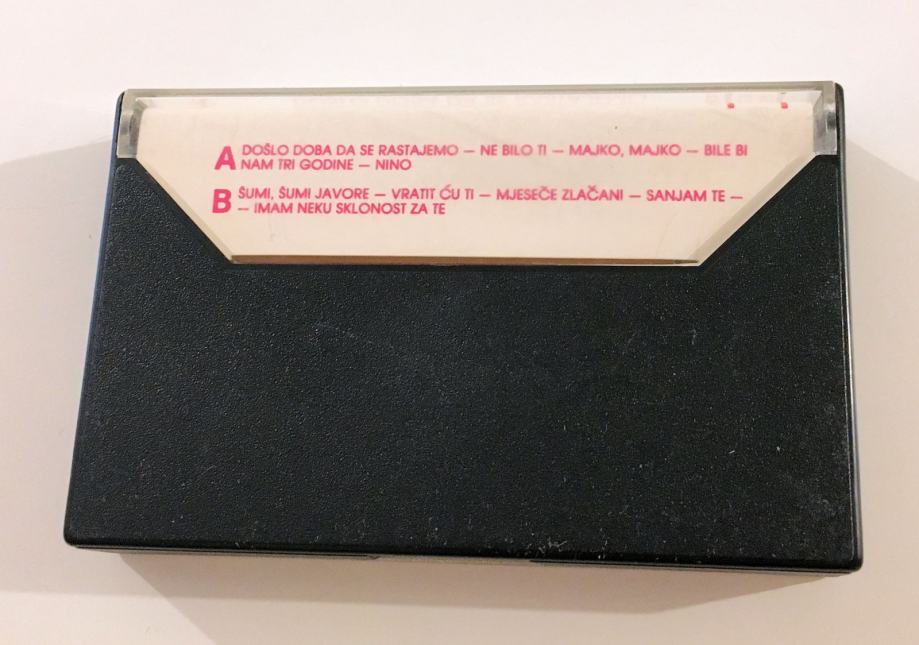 A DOŠLO DOBA DA SE RASTAJEMO — NE BILO TI — MAJKO, MAJKO — BILE BI
NAM TRI GODINE — NINO
B ŠUMI, ŠUMI JAVORE — VRATIT ĆU TI — MJESEČE ZLAČANI — SANJAM TE —
— IMAM NEKU SKLONOST ZA TE